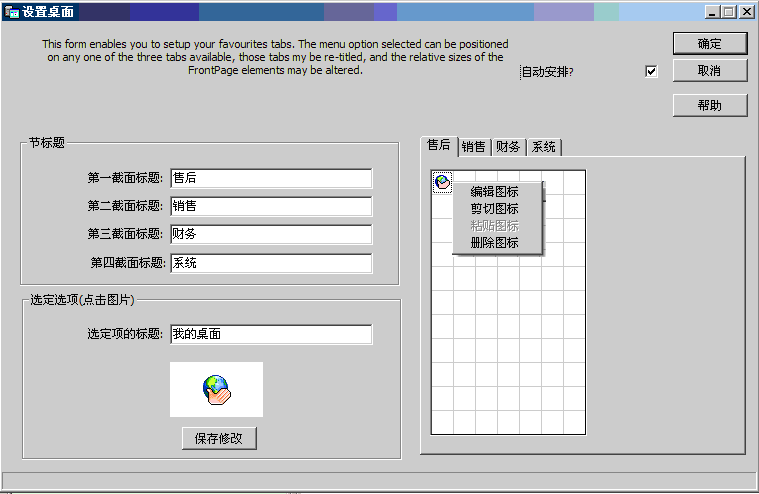 设置桌面
This form enables you to setup your favourites tabs. The menu option selected can be positioned
on any one of the three tabs available, those tabs my be re-titled, and the relative sizes of the
FrontPage elements may be altered.
自动安排?
确定
取消
帮助
节标题
第一截面标题: 售后
第二截面标题: 销售
第三截面标题: 财务
第四截面标题: 系统
选定选项(点击图片)
选定项的标题: 我的桌面
保存修改
售后 销售 财务 系统
编辑图标
剪切图标
粘贴图标
删除图标